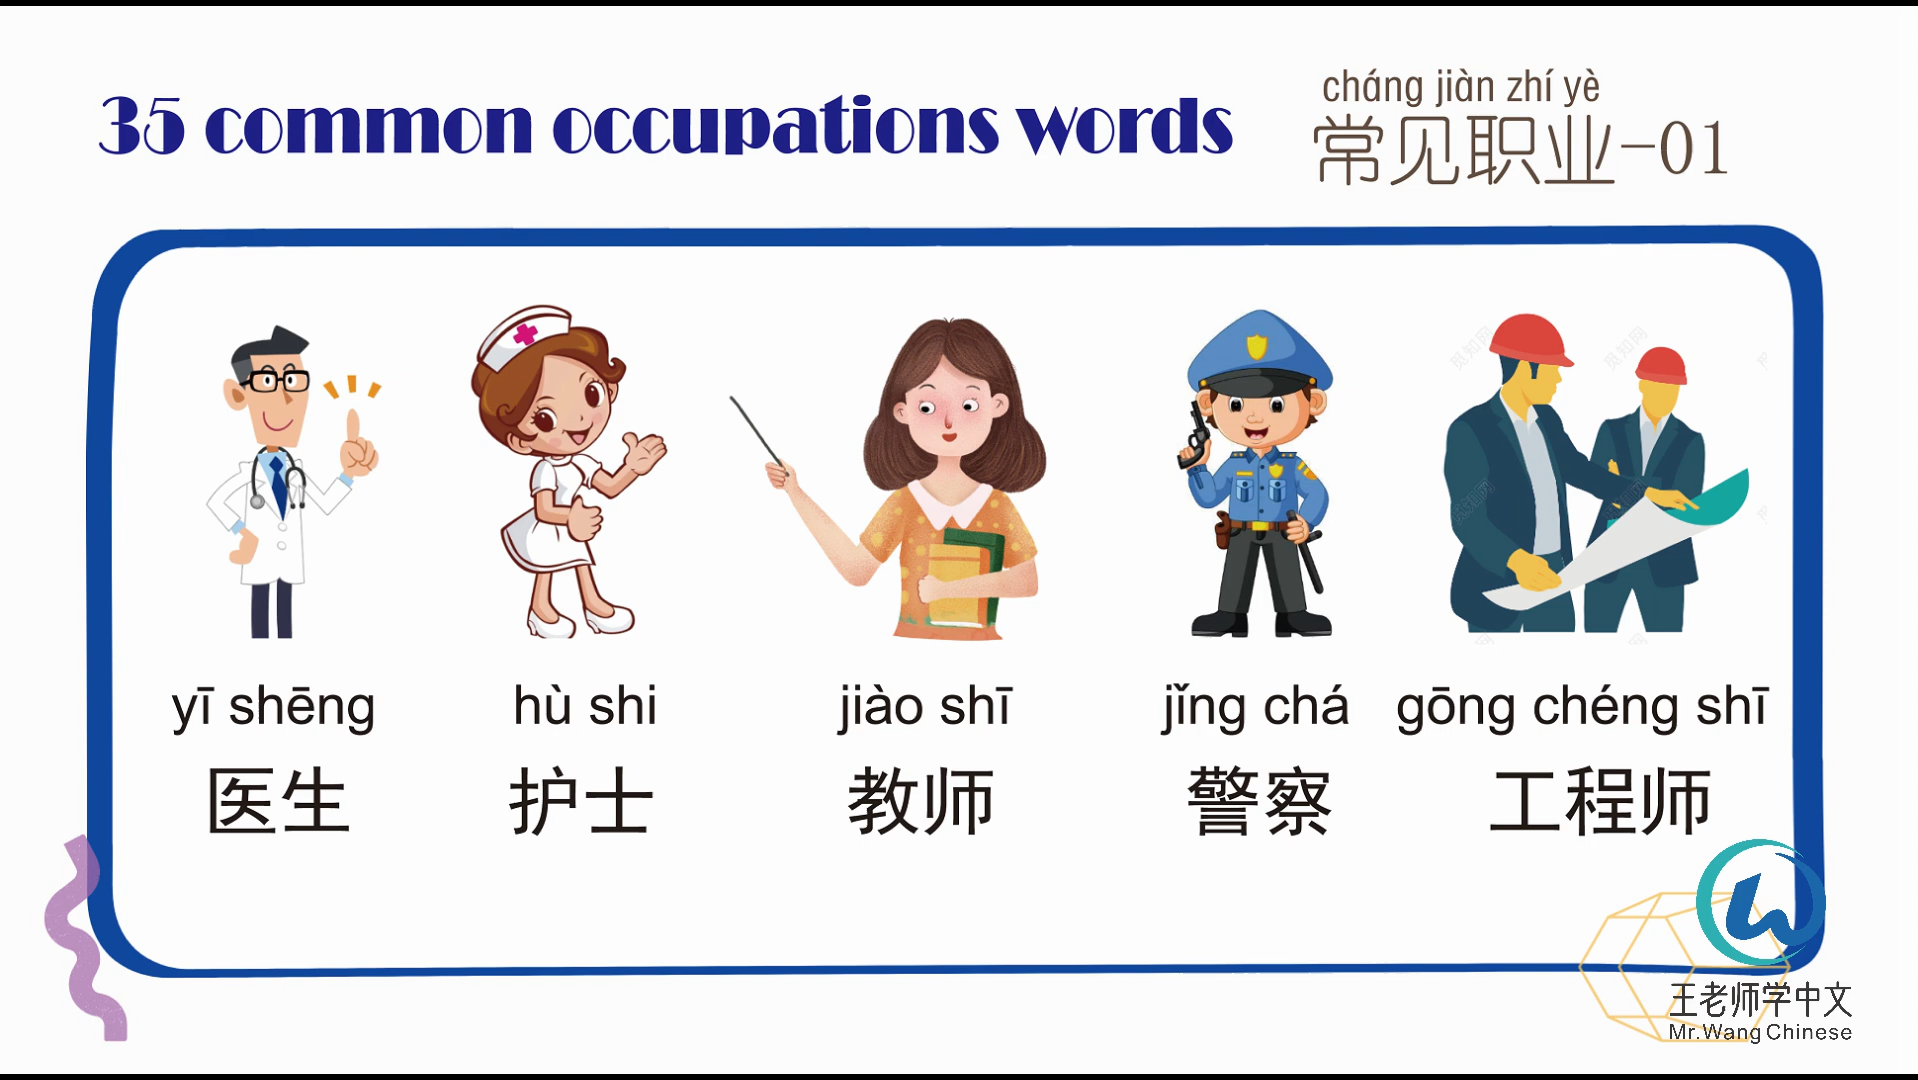 35 common occupations words
cháng jiàn zhí yè
常见职业-01
yī shēng
hù shi
jiào shī
jǐng chá
gōng chéng shī
医生
护士
教师
警察
工程师
王老师学中文
Mr.Wang Chinese